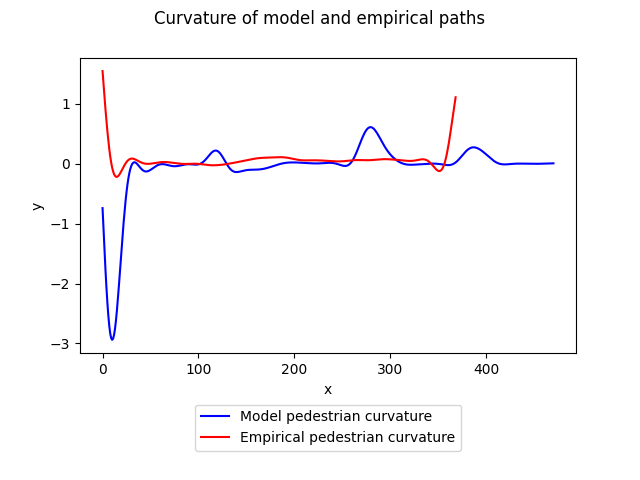 Curvature of model and empirical paths
1
0
−1
−2
−3
y
0 100 200 300 400
x
Model pedestrian curvature
Empirical pedestrian curvature